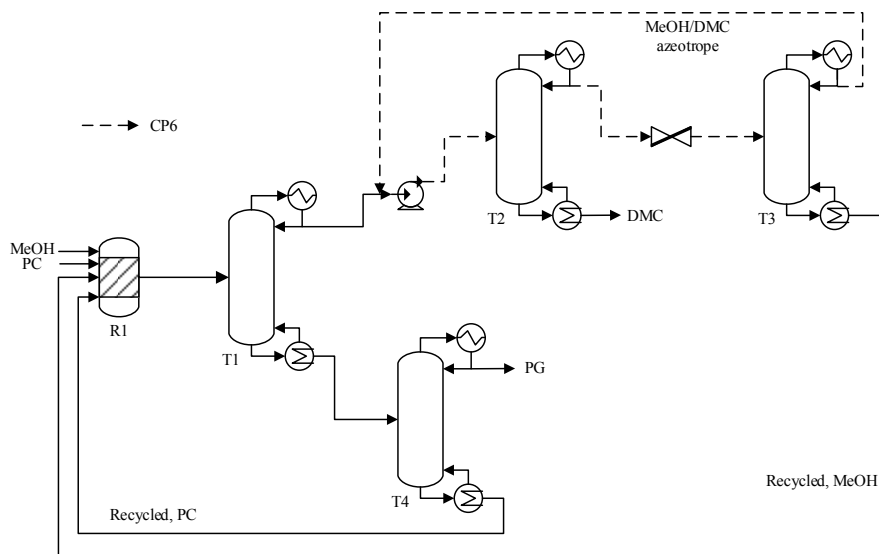 MeOH/DMC
azeotrope
CP6
T2
DMC
T3
MeOH
PC
R1
T1
PG
T4
Recycled, MeOH
Recycled, PC